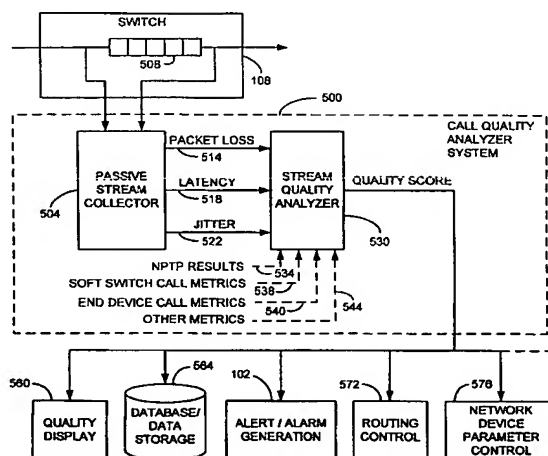 SWITCH
508
108
500
CALL QUALITY
ANALYZER
SYSTEM
PACKET LOSS
514
PASSIVE
STREAM
COLLECTOR
504
LATENCY
518
STREAM
QUALITY
ANALYZER
530
QUALITY SCORE
JITTER
522
NPTP RESULTS
534
SOFT SWITCH CALL METRICS
538
END DEVICE CALL METRICS
540
OTHER METRICS
544
560
QUALITY
DISPLAY
564
DATABASE/
DATA
STORAGE
102
ALERT / ALARM
GENERATION
572
ROUTING
CONTROL
576
NETWORK
DEVICE
PARAMETER
CONTROL